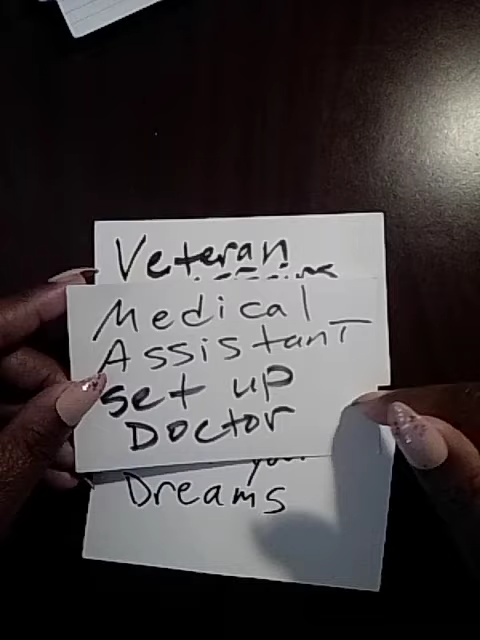 Veteran
Medical
Assistant
set up
Doctor
Dreams